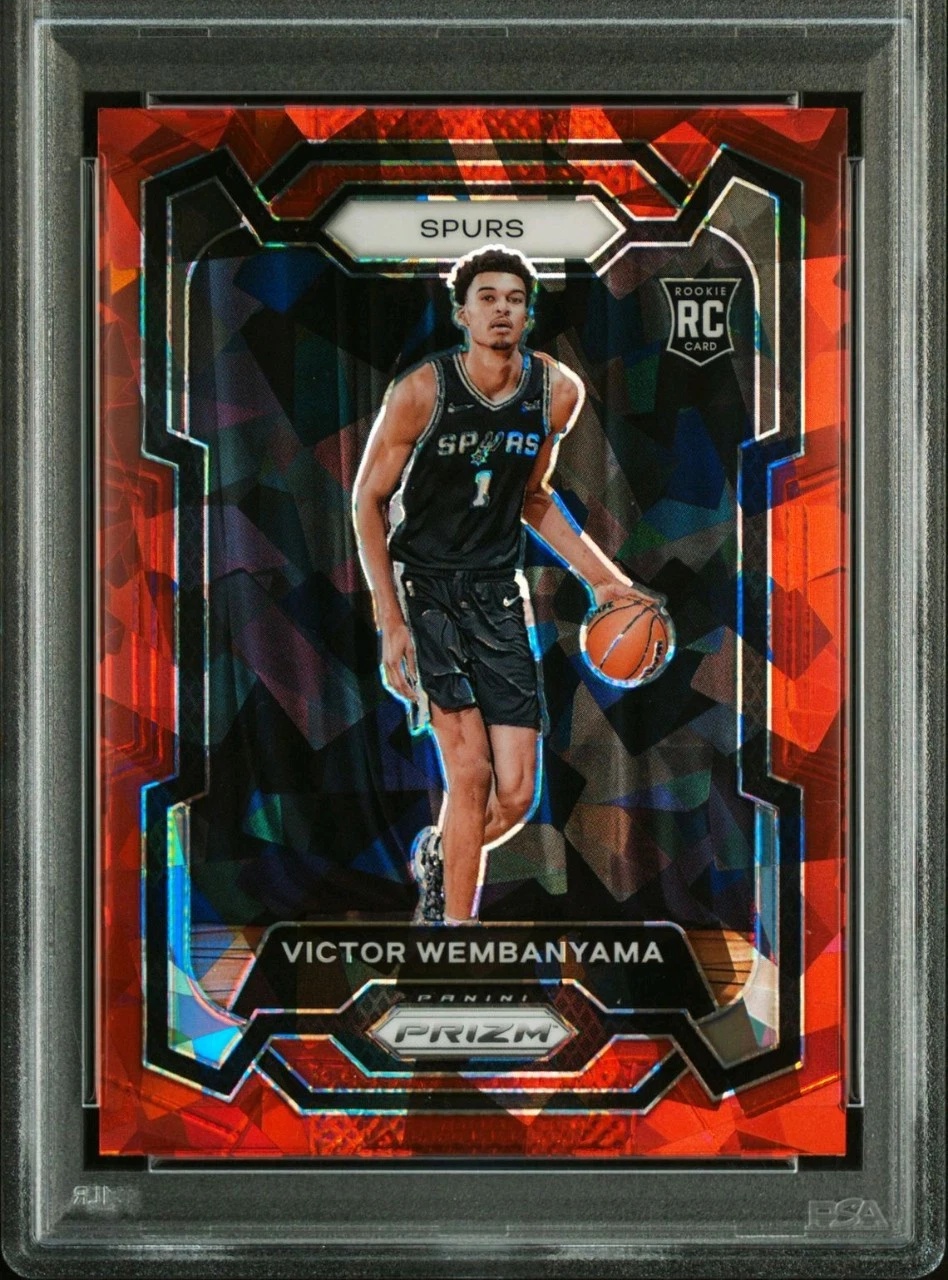 SPURS
ROOKIE
RC
CARD
SPURS
1
VICTOR WEMBANYAMA
PANINI
PRIZM
PSA